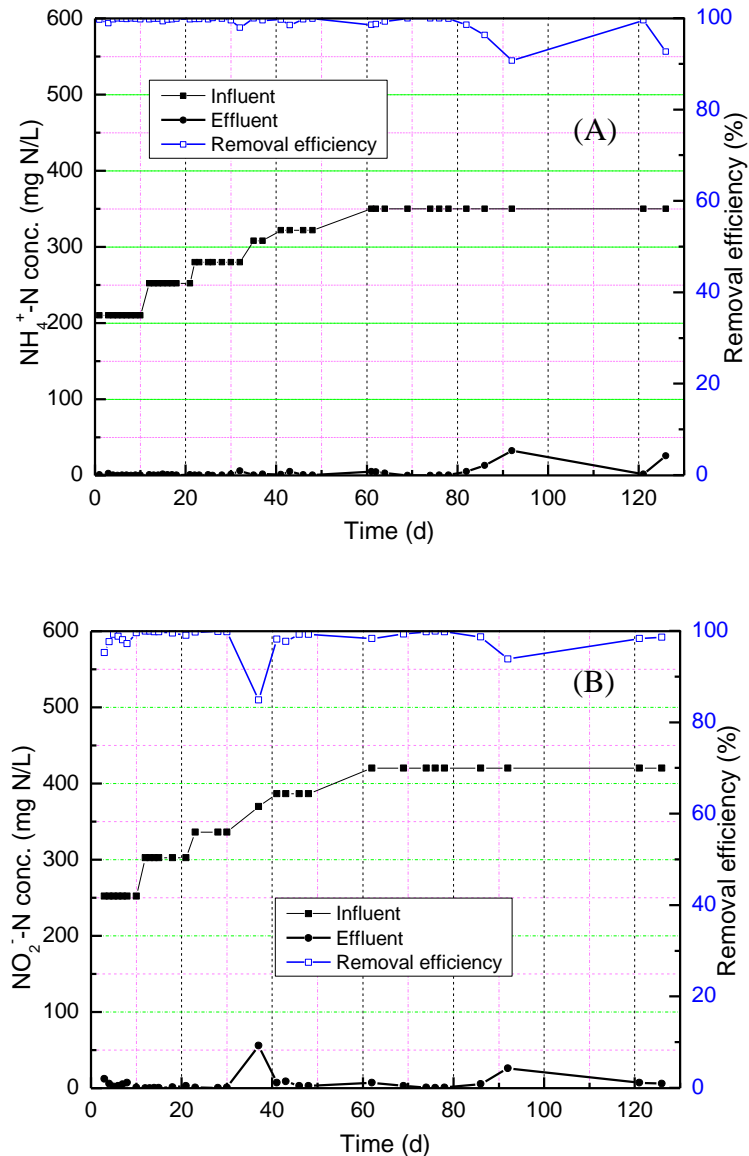 600
500
400
300
200
100
0
NH₄⁺-N conc. (mg N/L)
Influent
Effluent
Removal efficiency
(A)
100
80
60
40
20
0
Removal efficiency (%)
0 20 40 60 80 100 120
Time (d)
600
500
400
300
200
100
0
NO₂⁻-N conc. (mg N/L)
(B)
Influent
Effluent
Removal efficiency
100
80
60
40
20
0
Removal efficiency (%)
0 20 40 60 80 100 120
Time (d)